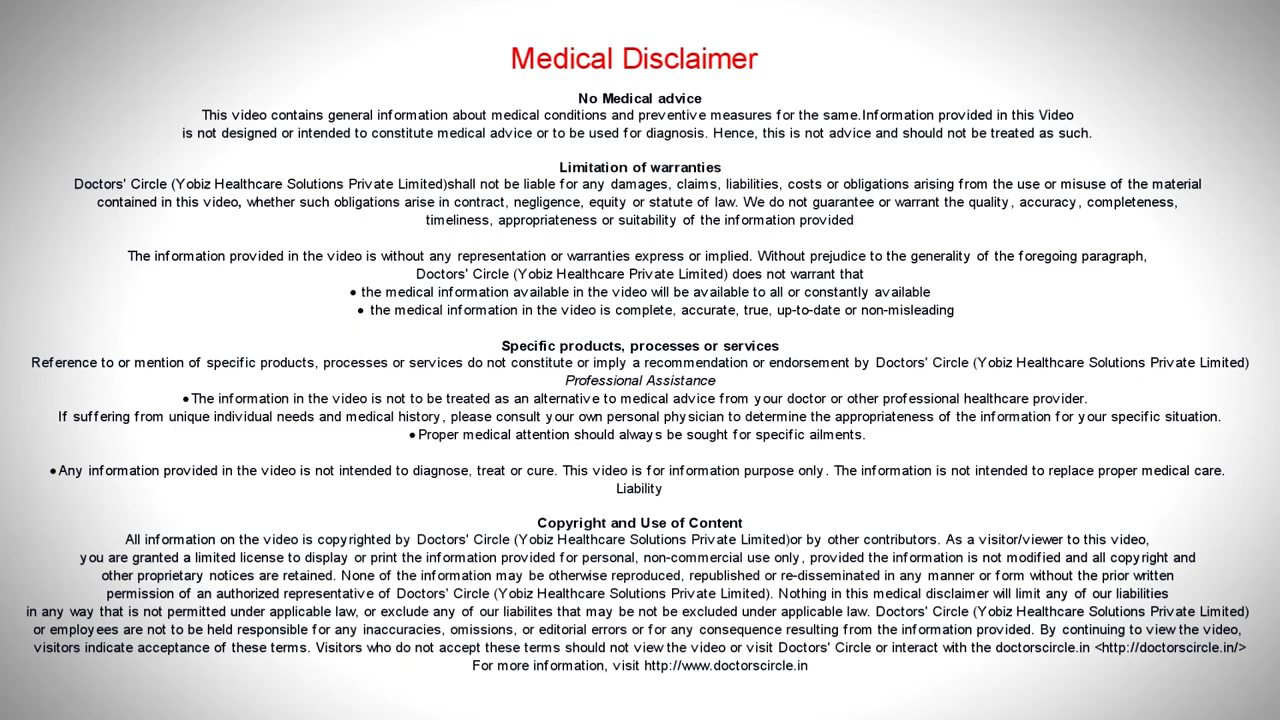 Medical Disclaimer
No Medical advice
This video contains general information about medical conditions and preventive measures for the same.Information provided in this Video
is not designed or intended to constitute medical advice or to be used for diagnosis. Hence, this is not advice and should not be treated as such.
Limitation of warranties
Doctors' Circle (Yobiz Healthcare Solutions Private Limited)shall not be liable for any damages, claims, liabilities, costs or obligations arising from the use or misuse of the material
contained in this video, whether such obligations arise in contract, negligence, equity or statute of law. We do not guarantee or warrant the quality, accuracy, completeness,
timeliness, appropriateness or suitability of the information provided
The information provided in the video is without any representation or warranties express or implied. Without prejudice to the generality of the foregoing paragraph,
Doctors' Circle (Yobiz Healthcare Private Limited) does not warrant that
• the medical information available in the video will be available to all or constantly available
• the medical information in the video is complete, accurate, true, up-to-date or non-misleading
Specific products, processes or services
Reference to or mention of specific products, processes or services do not constitute or imply a recommendation or endorsement by Doctors' Circle (Yobiz Healthcare Solutions Private Limited)
Professional Assistance
•The information in the video is not to be treated as an alternative to medical advice from your doctor or other professional healthcare provider.
If suffering from unique individual needs and medical history, please consult your own personal physician to determine the appropriateness of the information for your specific situation.
•Proper medical attention should always be sought for specific ailments.
•Any information provided in the video is not intended to diagnose, treat or cure. This video is for information purpose only. The information is not intended to replace proper medical care.
Liability
Copyright and Use of Content
All information on the video is copyrighted by Doctors' Circle (Yobiz Healthcare Solutions Private Limited)or by other contributors. As a visitor/viewer to this video,
you are granted a limited license to display or print the information provided for personal, non-commercial use only, provided the information is not modified and all copyright and
other proprietary notices are retained. None of the information may be otherwise reproduced, republished or re-disseminated in any manner or form without the prior written
permission of an authorized representative of Doctors' Circle (Yobiz Healthcare Solutions Private Limited). Nothing in this medical disclaimer will limit any of our liabilities
in any way that is not permitted under applicable law, or exclude any of our liabilites that may be not be excluded under applicable law. Doctors' Circle (Yobiz Healthcare Solutions Private Limited)
or employees are not to be held responsible for any inaccuracies, omissions, or editorial errors or for any consequence resulting from the information provided. By continuing to view the video,
visitors indicate acceptance of these terms. Visitors who do not accept these terms should not view the video or visit Doctors' Circle or interact with the doctorscircle.in <http://doctorscircle.in/>
For more information, visit http://www.doctorscircle.in